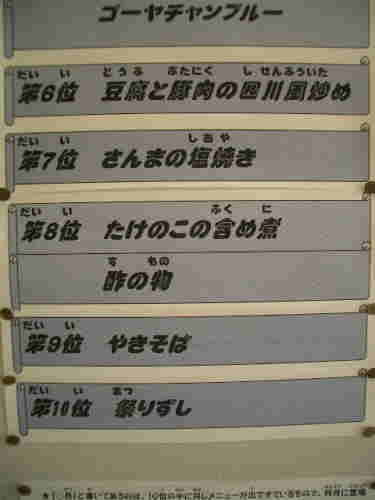 ゴーヤチャンプルー
だい い とうふ ぶたにく しせんふういた
第6位 豆腐と豚肉の四川風炒め
だい い しおや
第7位 さんまの塩焼き
だい い ふく に
第8位 たけのこの含め煮
す もの
酢の物
だい い
第9位 やきそば
だい い まつ
第10位 祭りずし